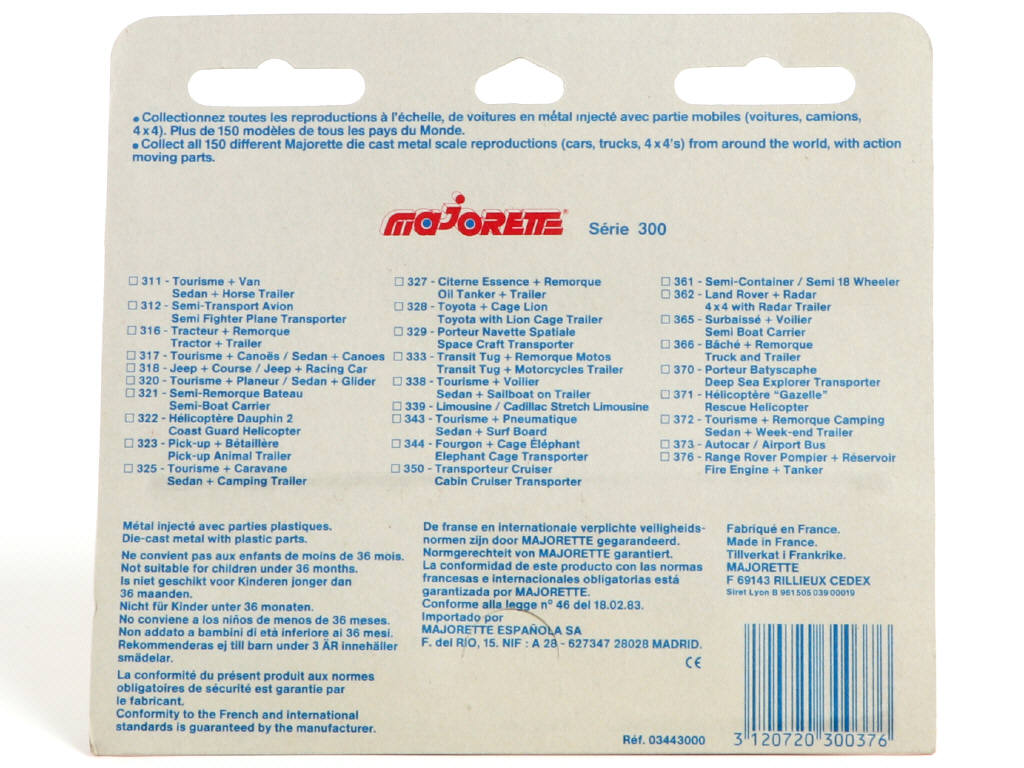 • Collectionnez toutes les reproductions à l'échelle, de voitures en métal injecté avec partie mobiles (voitures, camions,
4x4). Plus de 150 modèles de tous les pays du Monde.
• Collect all 150 different Majorette die cast metal scale reproductions (cars, trucks, 4x4's) from around the world, with action
moving parts.
MAJORETTE® Série 300
311 - Tourisme + Van
Sedan + Horse Trailer
312 - Semi-Transport Avion
Semi Fighter Plane Transporter
316 - Tracteur + Remorque
Tractor + Trailer
317 - Tourisme + Canoës / Sedan + Canoes
318 - Jeep + Course / Jeep + Racing Car
320 - Tourisme + Planeur / Sedan + Glider
321 - Semi-Remorque Bateau
Semi-Boat Carrier
322 - Hélicoptère Dauphin 2
Coast Guard Helicopter
323 - Pick-up + Bétaillère
Pick-up Animal Trailer
325 - Tourisme + Caravane
Sedan + Camping Trailer
327 - Citerne Essence + Remorque
Oil Tanker + Trailer
328 - Toyota + Cage Lion
Toyota with Lion Cage Trailer
329 - Porteur Navette Spatiale
Space Craft Transporter
333 - Transit Tug + Remorque Motos
Transit Tug + Motorcycles Trailer
338 - Tourisme + Voilier
Sedan + Sailboat on Trailer
339 - Limousine / Cadillac Stretch Limousine
343 - Tourisme + Pneumatique
Sedan + Surf Board
344 - Fourgon + Cage Éléphant
Elephant Cage Transporter
350 - Transporteur Cruiser
Cabin Cruiser Transporter
361 - Semi-Container / Semi 18 Wheeler
362 - Land Rover + Radar
4x4 with Radar Trailer
365 - Surbaissé + Voilier
Semi Boat Carrier
366 - Bâché + Remorque
Truck and Trailer
370 - Porteur Batyscaphe
Deep Sea Explorer Transporter
371 - Hélicoptère "Gazelle"
Rescue Helicopter
372 - Tourisme + Remorque Camping
Sedan + Week-end Trailer
373 - Autocar / Airport Bus
376 - Range Rover Pompier + Réservoir
Fire Engine + Tanker
Métal injecté avec parties plastiques.
Die-cast metal with plastic parts.
Ne convient pas aux enfants de moins de 36 mois.
Not suitable for children under 36 months.
Is niet geschikt voor Kinderen jonger dan
36 maanden.
Nicht für Kinder unter 36 monaten.
No conviene a los niños de menos de 36 meses.
Non addato a bambini di età inferiore ai 36 mesi.
Rekommenderas ej till barn under 3 ÅR innehåller
smådelar.
La conformité du présent produit aux normes
obligatoires de sécurité est garantie par
le fabricant.
Conformity to the French and international
standards is guaranteed by the manufacturer.
De franse en internationale verplichte veiligheids-
normen zijn door MAJORETTE gegarandeerd.
Normgerechteit von MAJORETTE garantiert.
La conformidad de este producto con las normas
francesas e internacionales obligatorias está
garantizada por MAJORETTE.
Conforme alla legge n° 46 del 18.02.83.
Importado por
MAJORETTE ESPAÑOLA SA
F. del RIO, 15. NIF : A 28 - 627347 28028 MADRID.
CE
Fabriqué en France.
Made in France.
Tillverkat i Frankrike.
MAJORETTE
F 69143 RILLIEUX CEDEX
Siret Lyon B 961 505 039 00019
Réf. 03443000
3 120720 300376